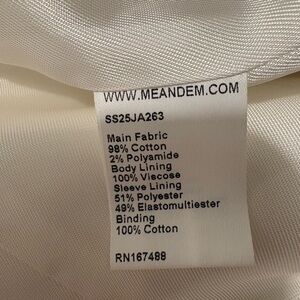 WWW.MEANDEM.COM
SS25JA263
Main Fabric
98% Cotton
2% Polyamide
Body Lining
100% Viscose
Sleeve Lining
51% Polyester
49% Elastomultiester
Binding
100% Cotton
RN167488